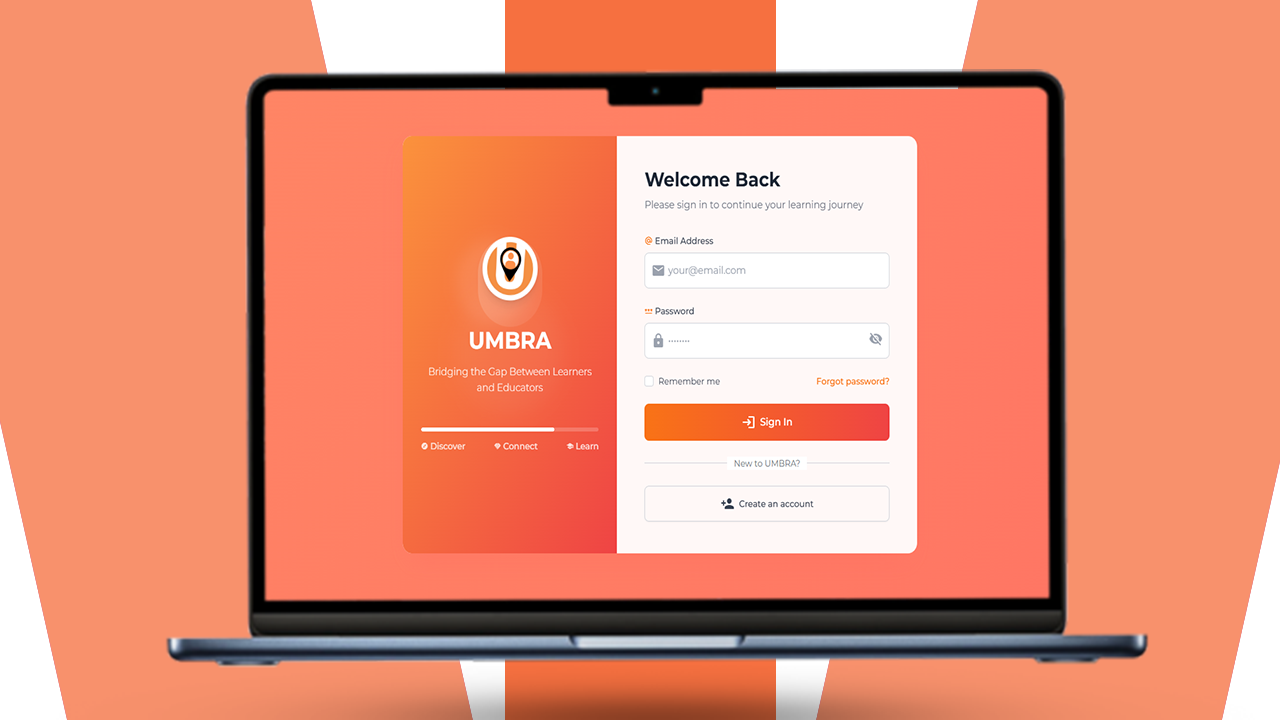 UMBRA
Bridging the Gap Between Learners
and Educators
Discover Connect Learn
Welcome Back
Please sign in to continue your learning journey
Email Address
your@email.com
Password
Remember me Forgot password?
Sign In
New to UMBRA?
Create an account